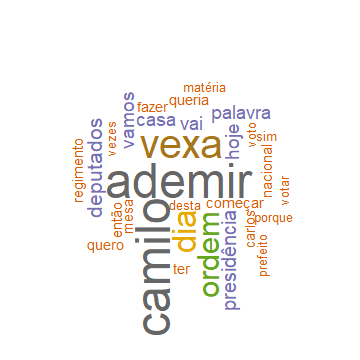 matéria
fazer
queria
vamos
casa
vai
palavra
vezes
vexa
hoje
voto
sim
regimento
deputados
ademir
nacional
votar
então
mesa
camilo
desta
começar
quero
dia
ordem
presidência
carlos
porque
prefeito
ter